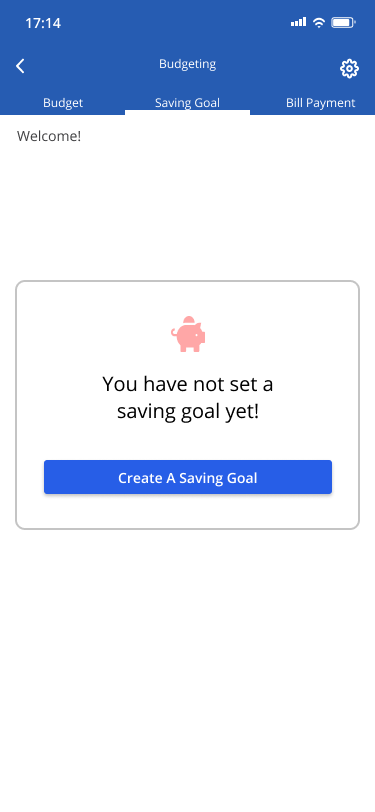 17:14
Budgeting
Budget
Saving Goal
Bill Payment
Welcome!
You have not set a
saving goal yet!
Create A Saving Goal